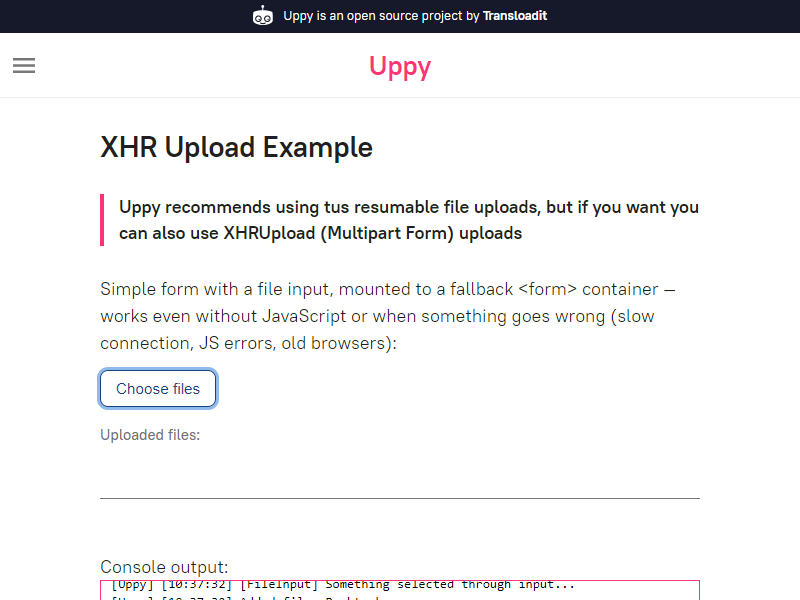 Uppy is an open source project by Transloadit
Uppy
XHR Upload Example
Uppy recommends using tus resumable file uploads, but if you want you
can also use XHRUpload (Multipart Form) uploads
Simple form with a file input, mounted to a fallback <form> container —
works even without JavaScript or when something goes wrong (slow
connection, JS errors, old browsers):
Choose files
Uploaded files:
Console output:
[Uppy] [10:37:32] [FileInput] Something selected through input...